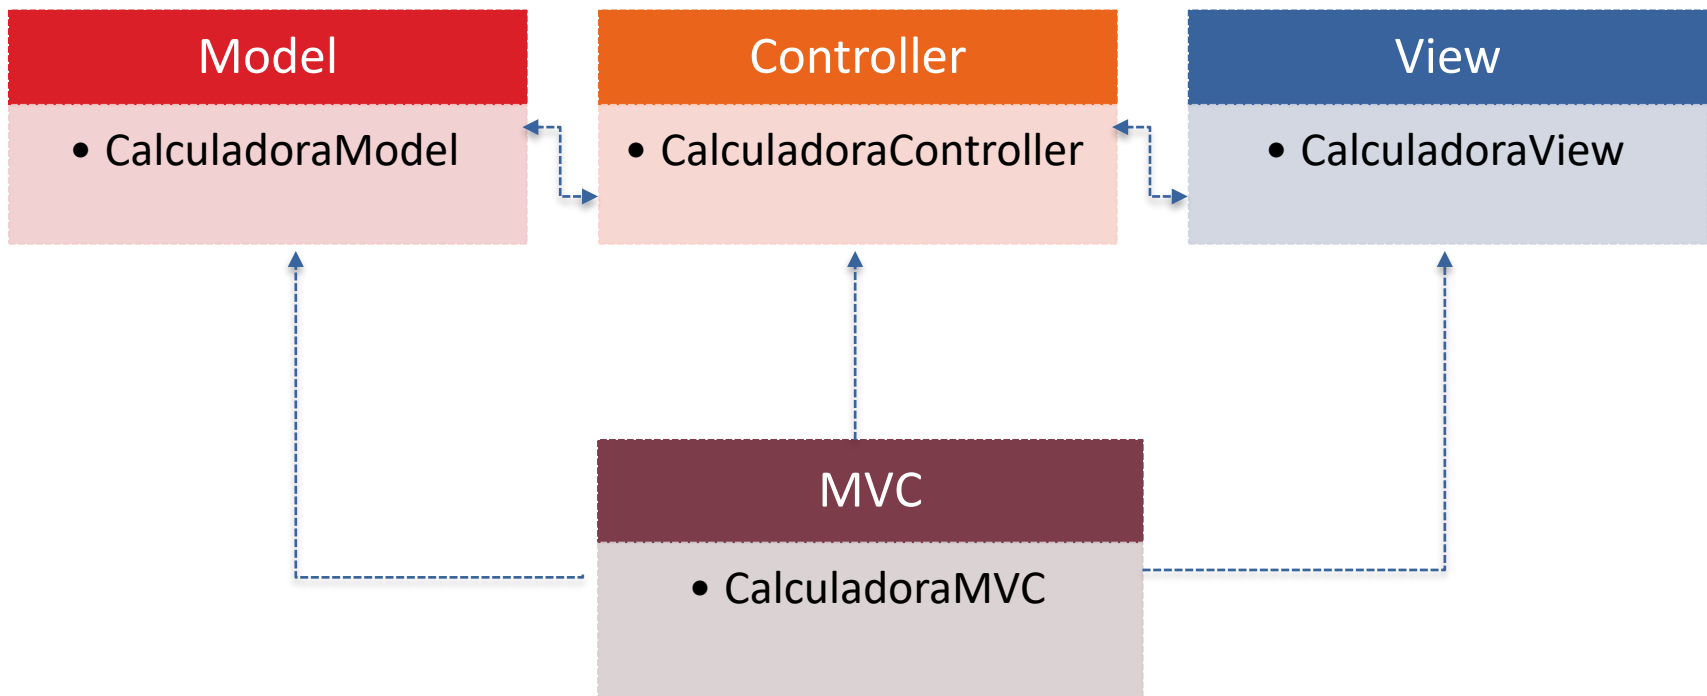 Model
• CalculadoraModel
Controller
• CalculadoraController
View
• CalculadoraView
MVC
• CalculadoraMVC